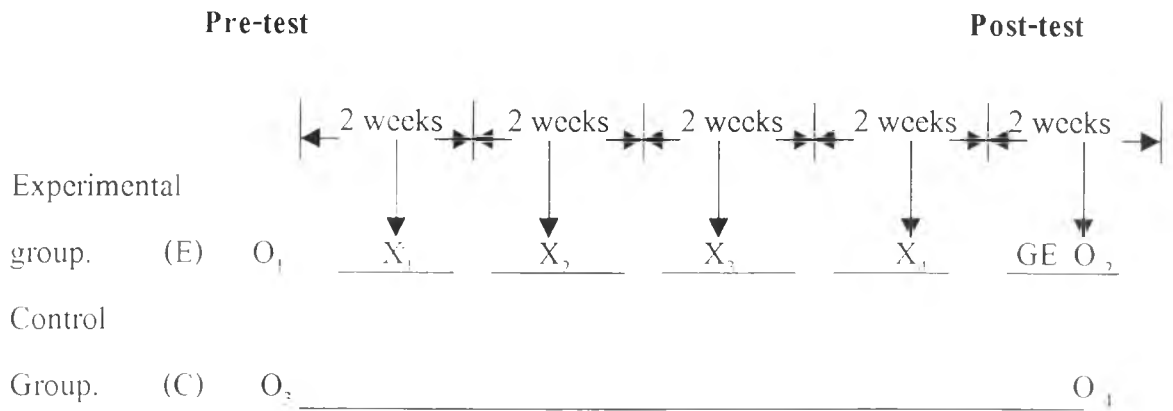 Pre-test Post-test
2 weeks 2 weeks 2 weeks 2 weeks 2 weeks
Experimental
group. (E) O₁ X₁ X₂ X₃ X₄ GE O₂
Control
Group. (C) O₃ O₄